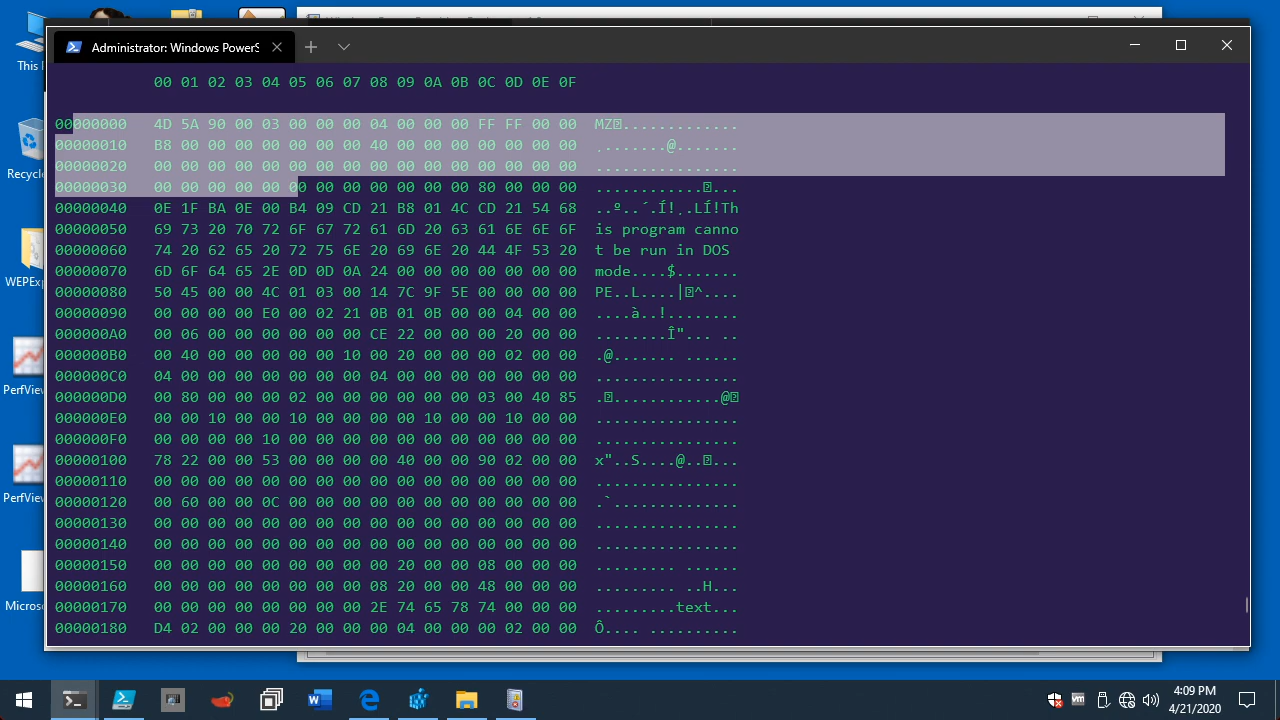 This
Administrator: Windows PowerS
00 01 02 03 04 05 06 07 08 09 0A 0B 0C 0D 0E 0F
00000000 4D 5A 90 00 03 00 00 00 04 00 00 00 FF FF 00 00 MZ.............
00000010 B8 00 00 00 00 00 00 00 40 00 00 00 00 00 00 00 ¸.......@.......
00000020 00 00 00 00 00 00 00 00 00 00 00 00 00 00 00 00 ................
00000030 00 00 00 00 00 00 00 00 00 00 00 00 80 00 00 00 ...............
00000040 0E 1F BA 0E 00 B4 09 CD 21 B8 01 4C CD 21 54 68 ..º..´.Í!¸.LÍ!Th
00000050 69 73 20 70 72 6F 67 72 61 6D 20 63 61 6E 6E 6F is program canno
00000060 74 20 62 65 20 72 75 6E 20 69 6E 20 44 4F 53 20 t be run in DOS
00000070 6D 6F 64 65 2E 0D 0D 0A 24 00 00 00 00 00 00 00 mode....$.......
00000080 50 45 00 00 4C 01 03 00 14 7C 9F 5E 00 00 00 00 PE..L....|^....
00000090 00 00 00 00 E0 00 02 21 0B 01 0B 00 00 04 00 00 ....à..!........
000000A0 00 06 00 00 00 00 00 00 CE 22 00 00 00 20 00 00 ........Î"... ..
000000B0 00 40 00 00 00 00 00 10 00 20 00 00 00 02 00 00 .@....... ......
000000C0 04 00 00 00 00 00 00 00 04 00 00 00 00 00 00 00 ................
000000D0 00 80 00 00 00 02 00 00 00 00 00 00 03 00 40 85 .............@
000000E0 00 00 10 00 00 10 00 00 00 00 10 00 00 10 00 00 ................
000000F0 00 00 00 00 10 00 00 00 00 00 00 00 00 00 00 00 ................
00000100 78 22 00 00 53 00 00 00 00 40 00 00 90 02 00 00 x"..S....@.....
00000110 00 00 00 00 00 00 00 00 00 00 00 00 00 00 00 00 ................
00000120 00 60 00 00 0C 00 00 00 00 00 00 00 00 00 00 00 .`..............
00000130 00 00 00 00 00 00 00 00 00 00 00 00 00 00 00 00 ................
00000140 00 00 00 00 00 00 00 00 00 00 00 00 00 00 00 00 ................
00000150 00 00 00 00 00 00 00 00 00 20 00 00 08 00 00 00 ......... ......
00000160 00 00 00 00 00 00 00 00 08 20 00 00 48 00 00 00 ......... ..H...
00000170 00 00 00 00 00 00 00 00 2E 74 65 78 74 00 00 00 .........text...
00000180 D4 02 00 00 00 20 00 00 00 04 00 00 00 02 00 00 Ô.... ..........
Recycle
WEPEx
PerfView
PerfView
Micros
4:09 PM
4/21/2020